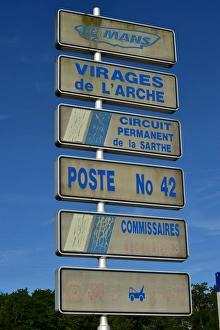 MANS
VIRAGES
de L'ARCHE
CIRCUIT
PERMANENT
de la SARTHE
POSTE No 42
COMMISSAIRES